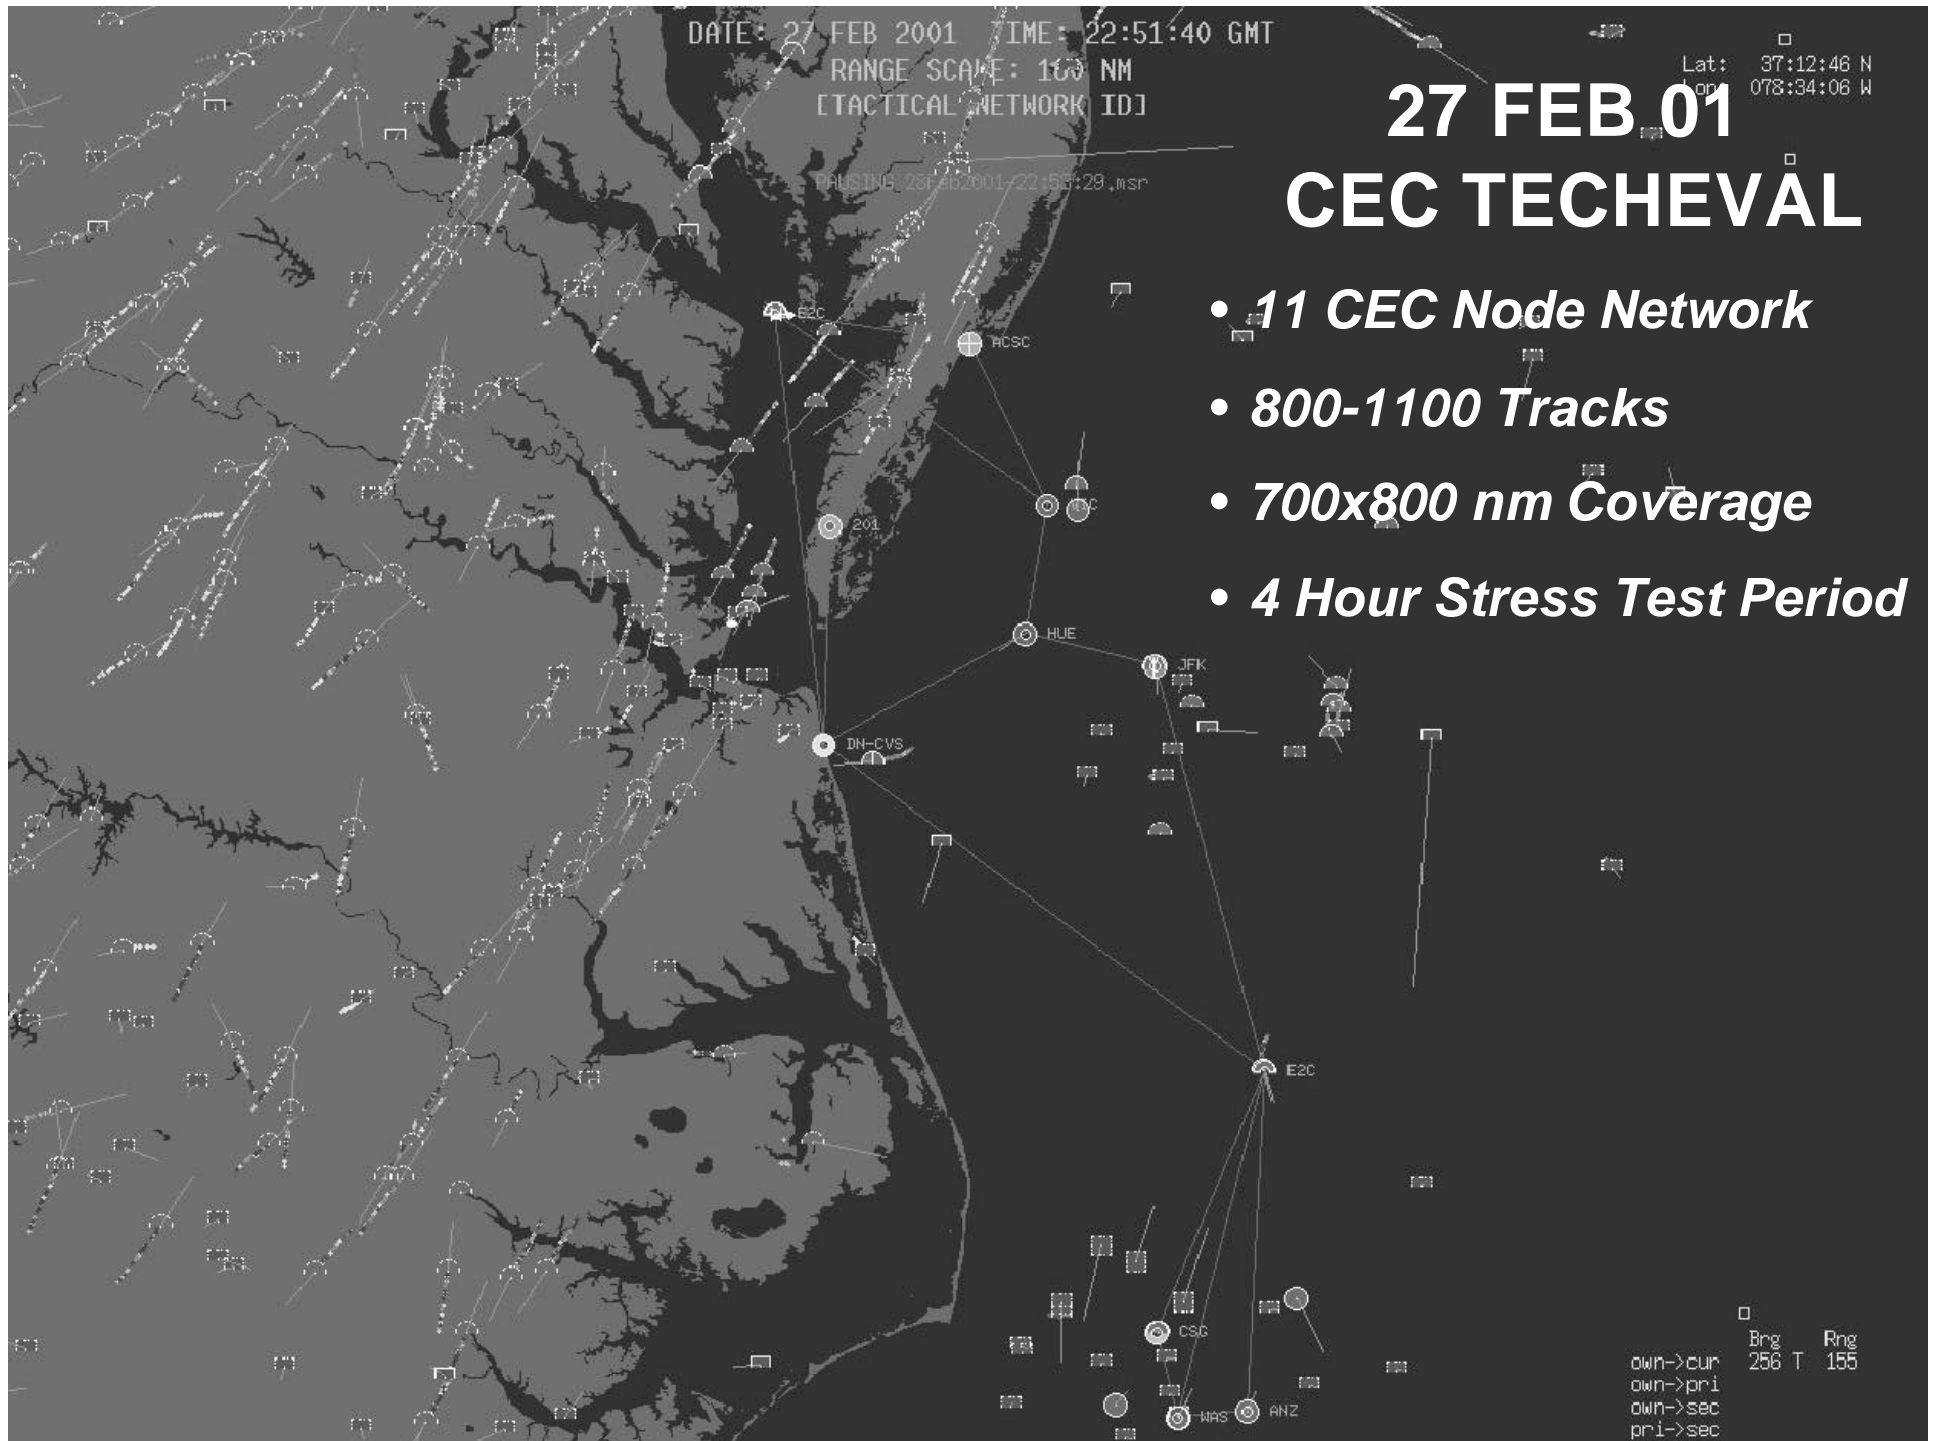 DATE: 27 FEB 2001 TIME: 22:51:40 GMT
RANGE SCALE: 160 NM
[TACTICAL NETWORK ID]
PAUSING
Lat: 37:12:46 N
Lon: 078:34:06 W
27 FEB 01
CEC TECHEVAL
• 11 CEC Node Network
• 800-1100 Tracks
• 700x800 nm Coverage
• 4 Hour Stress Test Period
E2C
ACSC
201
HUE
JFK
DN-CVS
E2C
CSG
WAS
ANZ
Brg Rng
own->cur 256 T 155
own->pri
own->sec
pri->sec